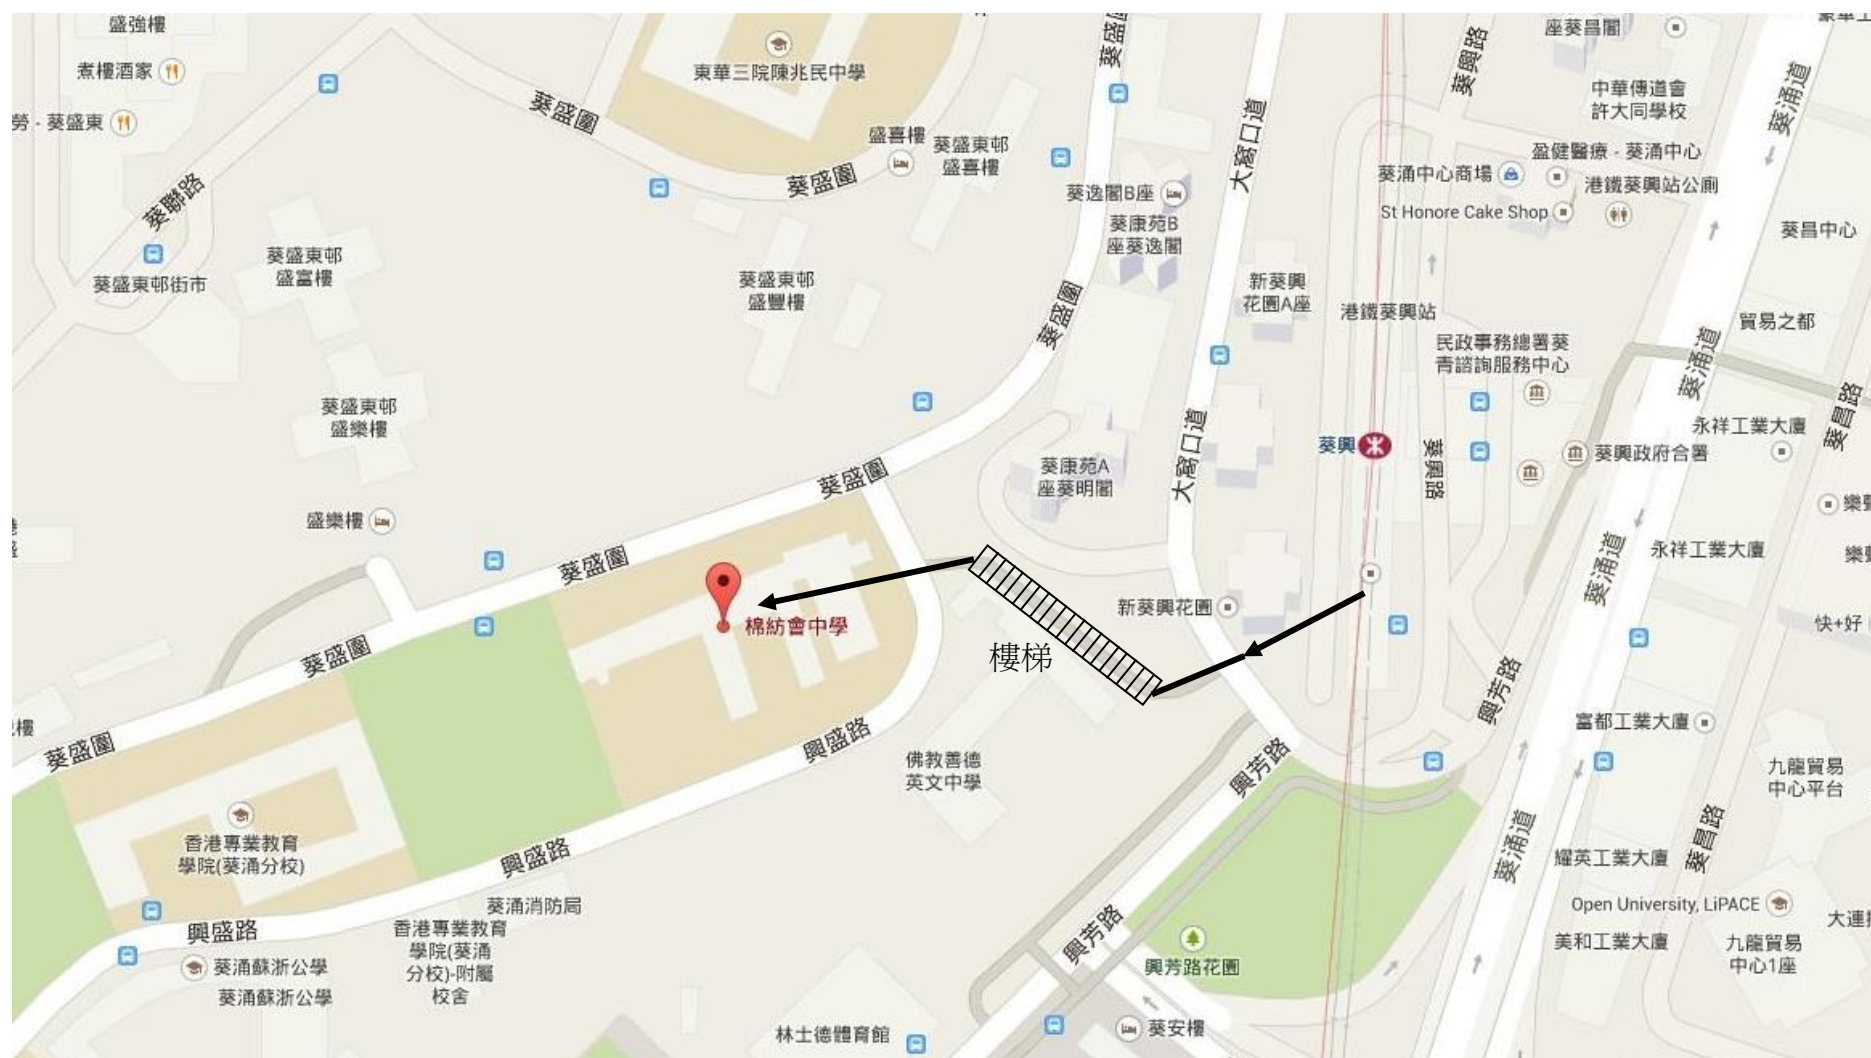 盛強樓
煮樓酒家
東華三院陳兆民中學
葵盛圍
大窩口道
葵興路
座葵昌閣
中華傳道會
許大同學校
葵涌道
勞 - 葵盛東
葵盛圍
盛喜樓
葵盛東邨
盛喜樓
葵盛圍
葵聯路
葵逸閣B座
葵康苑B
座葵逸閣
盈健醫療 - 葵涌中心
葵涌中心商場
港鐵葵興站公廁
St Honore Cake Shop
葵昌中心
葵盛東邨
盛富樓
葵盛東邨街市
葵盛東邨
盛豐樓
葵盛圍
新葵興
花園A座
港鐵葵興站
民政事務總署葵
青諮詢服務中心
貿易之都
葵涌道
葵盛東邨
盛樂樓
葵昌路
永祥工業大廈
葵興
葵興路
葵興政府合署
大窩口道
葵康苑A
座葵明閣
葵盛圍
盛樂樓
葵盛圍
永祥工業大廈
葵涌道
棉紡會中學
新葵興花園
樓梯
快+好
葵盛圍
興芳路
富都工業大廈
葵盛圍
興盛路
佛教善德
英文中學
興芳路
九龍貿易
中心平台
香港專業教育
學院(葵涌分校)
興盛路
葵涌道
耀英工業大廈
葵昌路
葵涌消防局
Open University, LiPACE
興盛路
香港專業教育
學院(葵涌
分校)-附屬
校舍
興芳路
美和工業大廈
九龍貿易
中心1座
葵涌蘇浙公學
葵涌蘇浙公學
興芳路花園
林士德體育館
葵安樓